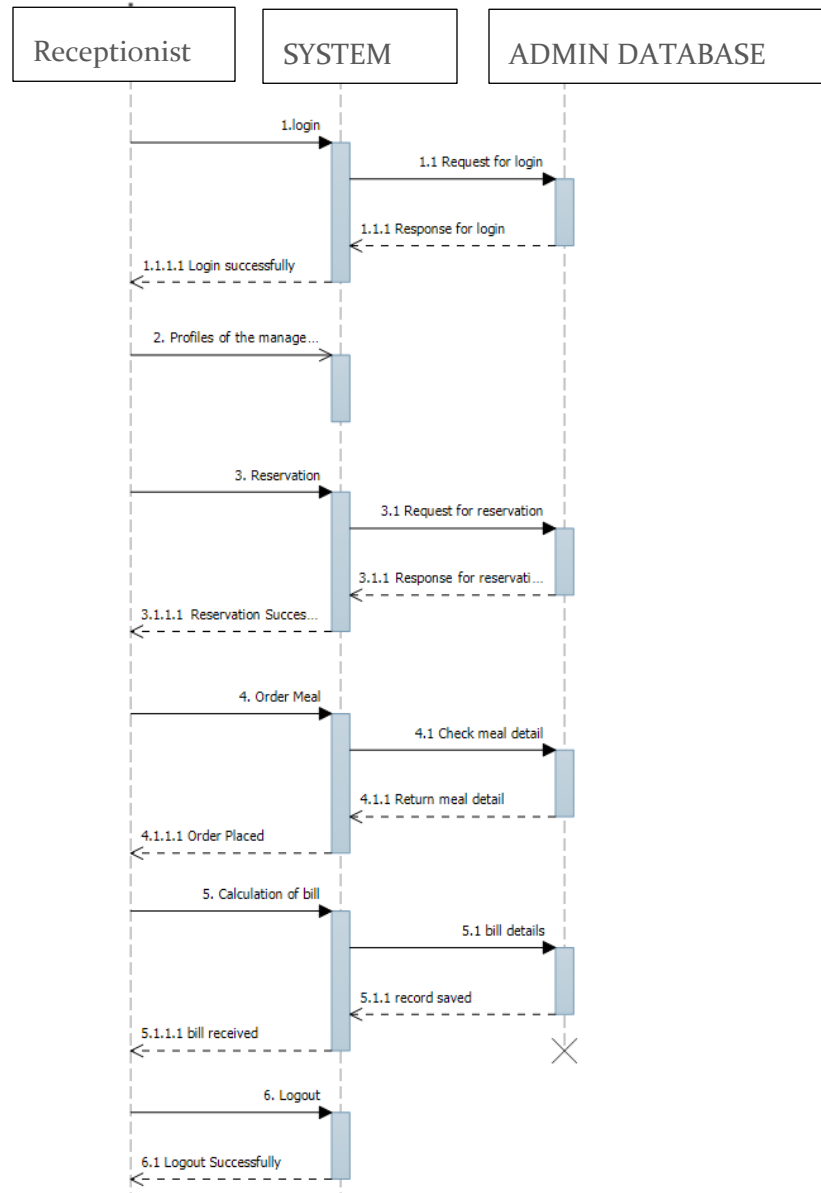 Receptionist
SYSTEM
ADMIN DATABASE
1.login
1.1 Request for login
1.1.1 Response for login
1.1.1.1 Login successfully
2. Profiles of the manage...
3. Reservation
3.1 Request for reservation
3.1.1 Response for reservati...
3.1.1.1 Reservation Succes...
4. Order Meal
4.1 Check meal detail
4.1.1 Return meal detail
4.1.1.1 Order Placed
5. Calculation of bill
5.1 bill details
5.1.1 record saved
5.1.1.1 bill received
6. Logout
6.1 Logout Successfully